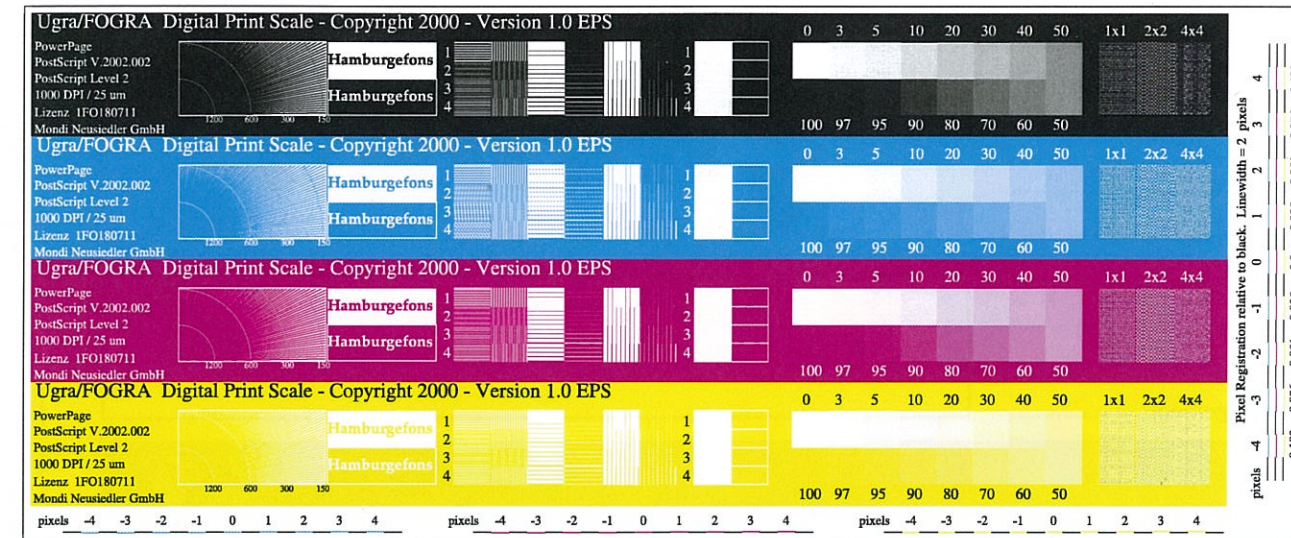 Ugra/FOGRA Digital Print Scale - Copyright 2000 - Version 1.0 EPS
0 3 5 10 20 30 40 50 1x1 2x2 4x4
PowerPage
PostScript V.2002.002
PostScript Level 2
1000 DPI / 25 um
Lizenz 1FO180711
Mondi Neusiedler GmbH
1200 600 300 150
Hamburgefons
Hamburgefons
1
2
3
4
1
2
3
4
100 97 95 90 80 70 60 50
Ugra/FOGRA Digital Print Scale - Copyright 2000 - Version 1.0 EPS
0 3 5 10 20 30 40 50 1x1 2x2 4x4
PowerPage
PostScript V.2002.002
PostScript Level 2
1000 DPI / 25 um
Lizenz 1FO180711
Mondi Neusiedler GmbH
1200 600 300 150
Hamburgefons
Hamburgefons
1
2
3
4
1
2
3
4
100 97 95 90 80 70 60 50
Ugra/FOGRA Digital Print Scale - Copyright 2000 - Version 1.0 EPS
0 3 5 10 20 30 40 50 1x1 2x2 4x4
PowerPage
PostScript V.2002.002
PostScript Level 2
1000 DPI / 25 um
Lizenz 1FO180711
Mondi Neusiedler GmbH
1200 600 300 150
Hamburgefons
Hamburgefons
1
2
3
4
1
2
3
4
100 97 95 90 80 70 60 50
Ugra/FOGRA Digital Print Scale - Copyright 2000 - Version 1.0 EPS
0 3 5 10 20 30 40 50 1x1 2x2 4x4
PowerPage
PostScript V.2002.002
PostScript Level 2
1000 DPI / 25 um
Lizenz 1FO180711
Mondi Neusiedler GmbH
1200 600 300 150
Hamburgefons
Hamburgefons
1
2
3
4
1
2
3
4
100 97 95 90 80 70 60 50
pixels -4 -3 -2 -1 0 1 2 3 4
pixels -4 -3 -2 -1 0 1 2 3 4
pixels -4 -3 -2 -1 0 1 2 3 4
Pixel Registration relative to black. Linewidth = 2 pixels
pixels -4 -3 -2 -1 0 1 2 3 4